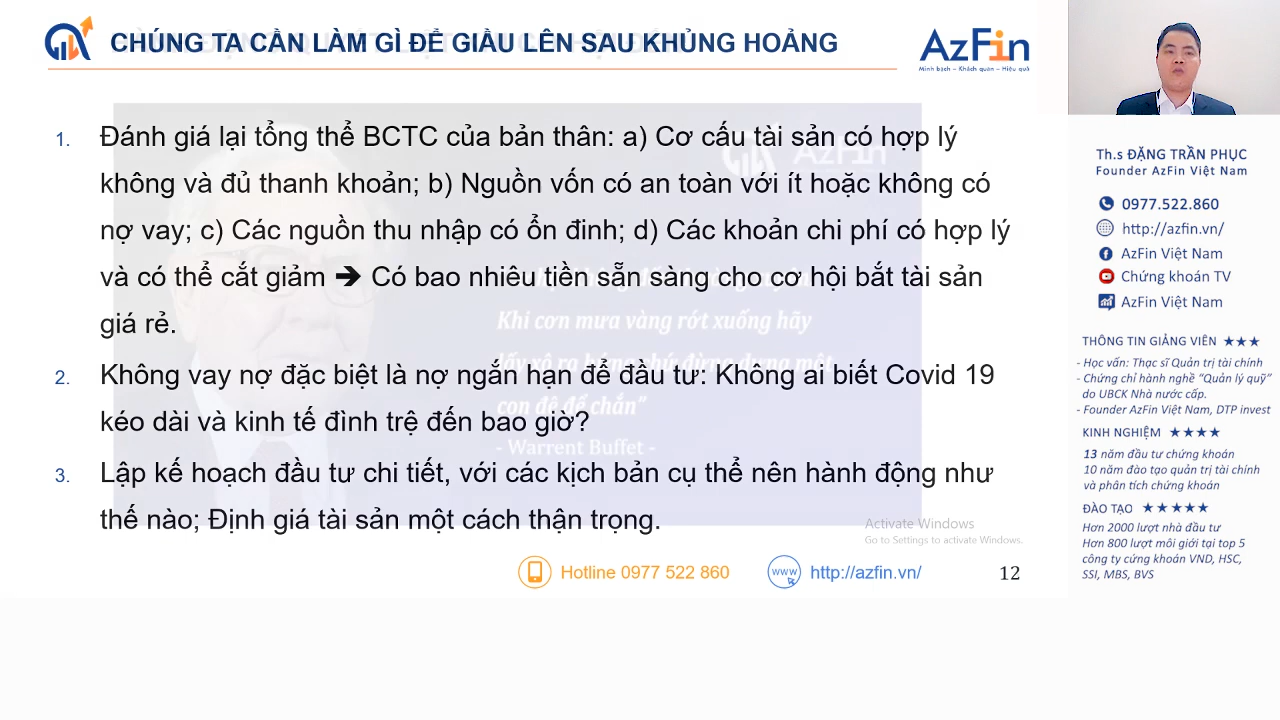 CHÚNG TA CẦN LÀM GÌ ĐỂ GIẦU LÊN SAU KHỦNG HOẢNG
AzFin
Minh bạch – Khách quan – Hiệu quả
1. Đánh giá lại tổng thể BCTC của bản thân: a) Cơ cấu tài sản có hợp lý
không và đủ thanh khoản; b) Nguồn vốn có an toàn với ít hoặc không có
nợ vay; c) Các nguồn thu nhập có ổn đinh; d) Các khoản chi phí có hợp lý
và có thể cắt giảm ➔ Có bao nhiêu tiền sẵn sàng cho cơ hội bắt tài sản
giá rẻ.
2. Không vay nợ đặc biệt là nợ ngắn hạn để đầu tư: Không ai biết Covid 19
kéo dài và kinh tế đình trệ đến bao giờ?
3. Lập kế hoạch đầu tư chi tiết, với các kịch bản cụ thể nên hành động như
thế nào; Định giá tài sản một cách thận trọng.
AzFin
Khi cơn mưa vàng rớt xuống hãy
con đê để chắn”
- Warrent Buffet -
Activate Windows
Go to Settings to activate Windows.
Hotline 0977 522 860
www
http://azfin.vn/
12
Th.s ĐẶNG TRẦN PHỤC
Founder AzFin Việt Nam
0977.522.860
http://azfin.vn/
AzFin Việt Nam
Chứng khoán TV
AzFin Việt Nam
THÔNG TIN GIẢNG VIÊN ★★★
- Học vấn: Thạc sĩ Quản trị tài chính
- Chứng chỉ hành nghề “Quản lý quỹ”
do UBCK Nhà nước cấp.
- Founder AzFin Việt Nam, DTP invest
KINH NGHIỆM ★★★★
13 năm đầu tư chứng khoán
10 năm đào tạo quản trị tài chính
và phân tích chứng khoán
ĐÀO TẠO ★★★★★
Hơn 2000 lượt nhà đầu tư
Hơn 800 lượt môi giới tại top 5
công ty cứng khoán VND, HSC,
SSI, MBS, BVS